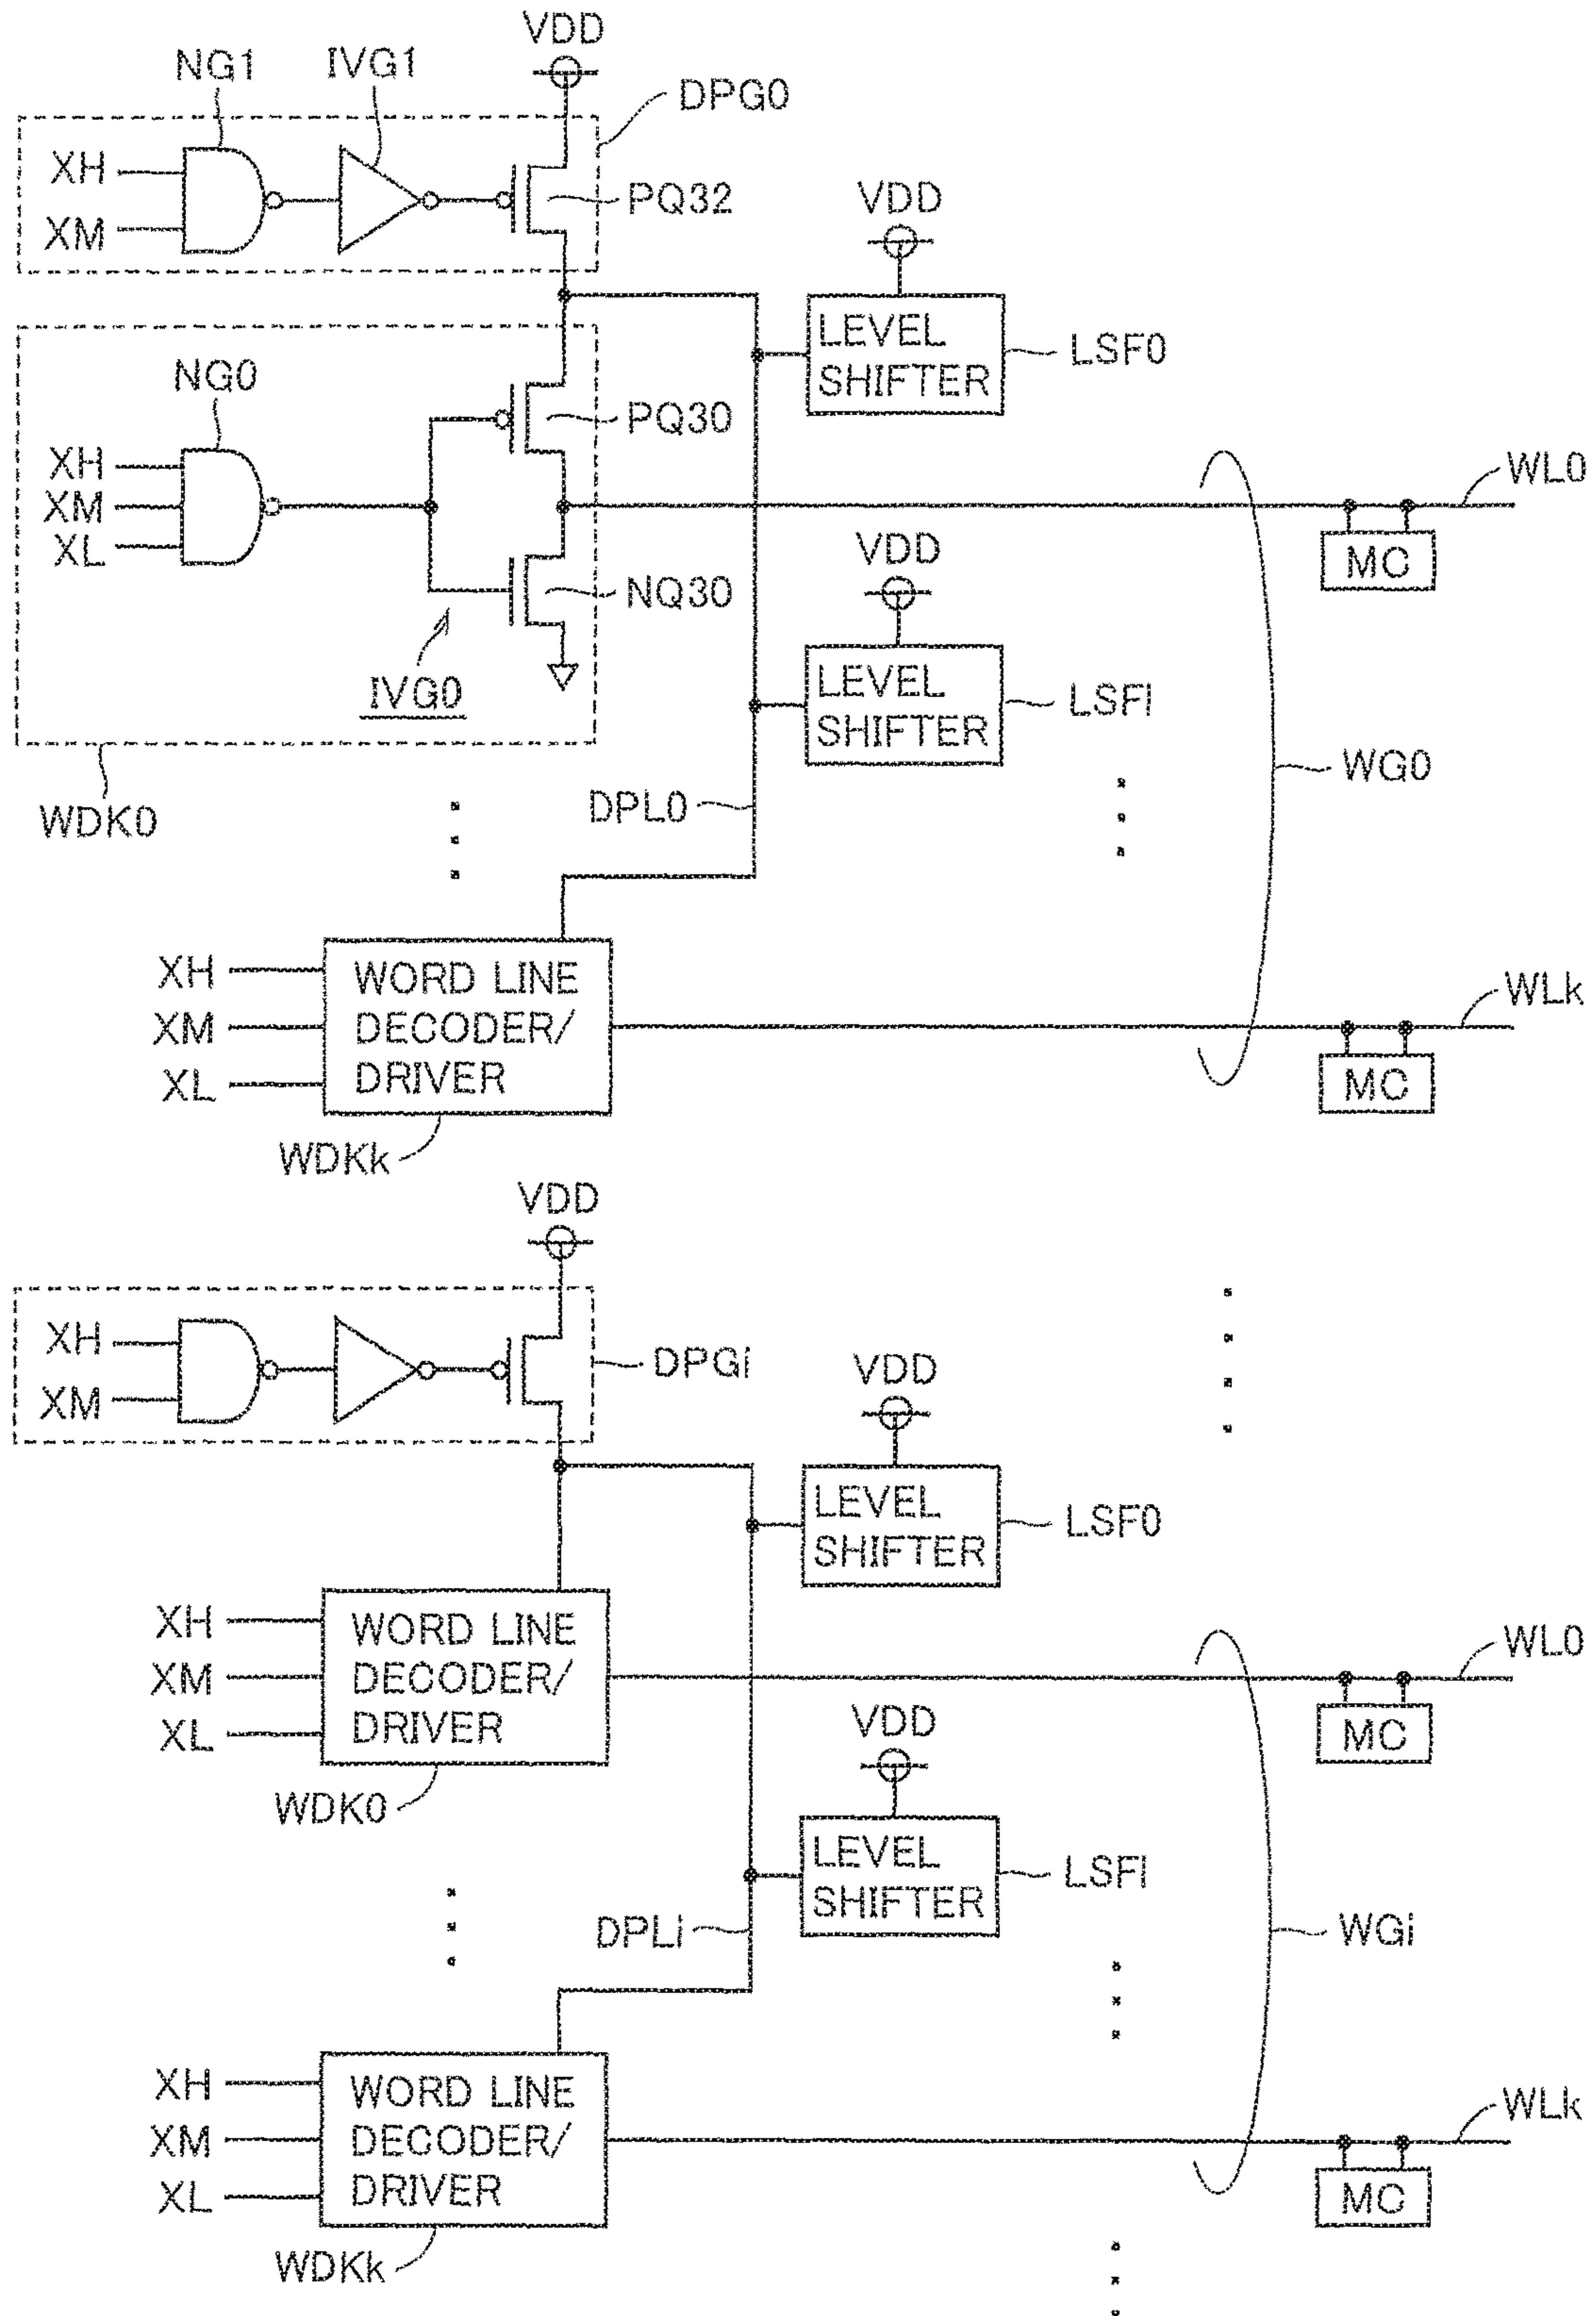 VDD
NG1
IVG1
DPG0
XH
XM
PQ32
VDD
LEVEL
SHIFTER
LSF0
NG0
PQ30
XH
XM
XL
WL0
MC
VDD
NQ30
IVG0
LEVEL
SHIFTER
LSFl
WG0
WDK0
DPL0
XH
XM
XL
WORD LINE
DECODER/
DRIVER
WLk
MC
WDKk
VDD
XH
XM
DPGi
VDD
LEVEL
SHIFTER
LSF0
XH
XM
XL
WORD LINE
DECODER/
DRIVER
WL0
MC
VDD
WDK0
LEVEL
SHIFTER
LSFl
DPLi
WGi
XH
XM
XL
WORD LINE
DECODER/
DRIVER
WLk
MC
WDKk